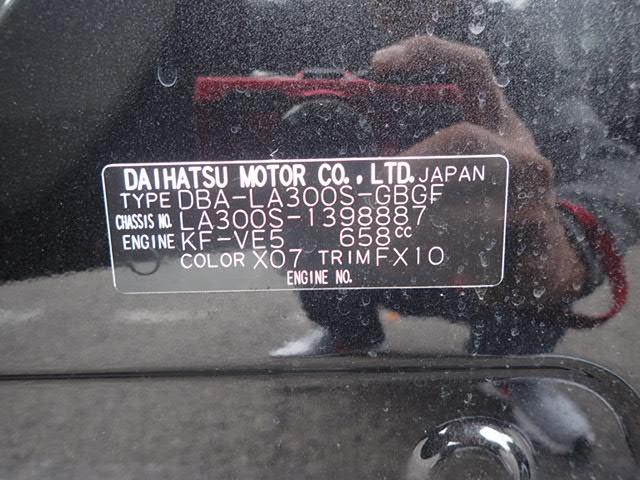 DAIHATSU MOTOR CO., LTD. JAPAN
TYPE DBA-LA300S-GBGF
CHASSIS NO. LA300S-1398887
ENGINE KF-VE5 658cc
COLOR X07 TRIM FX10
ENGINE NO.